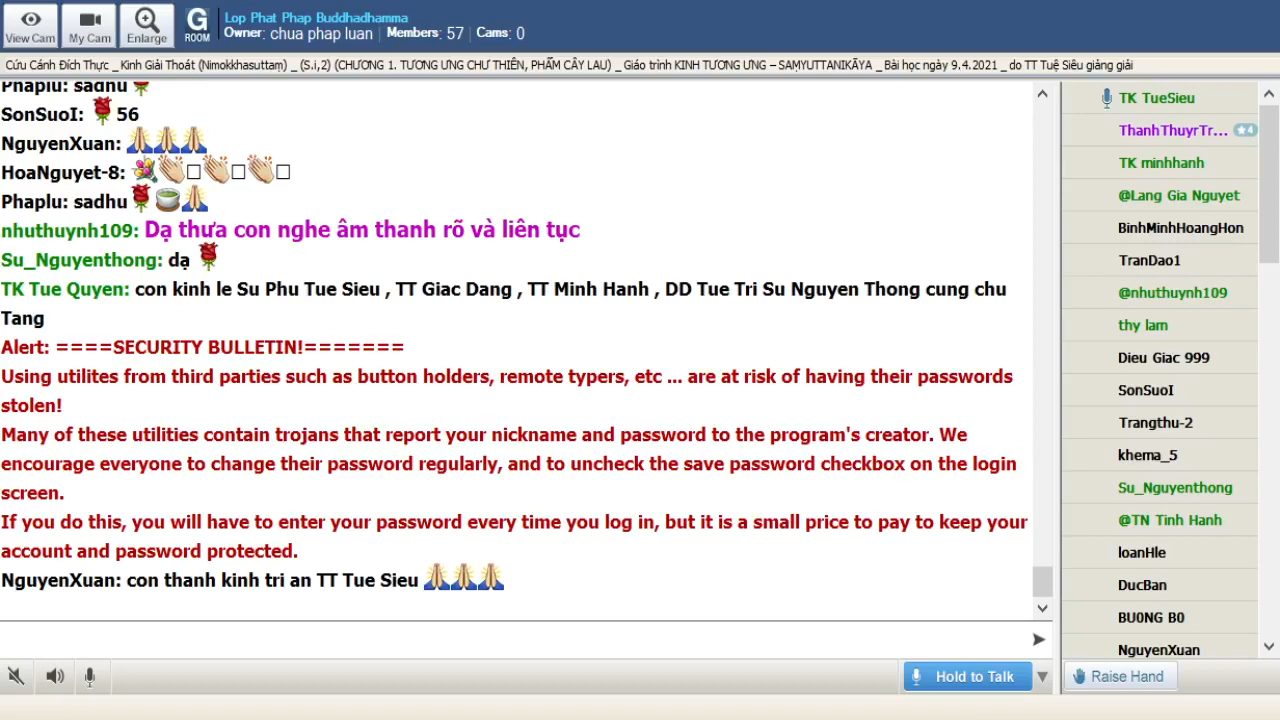 View Cam
My Cam
Enlarge
G
ROOM
Lop Phat Phap Buddhadhamma
Owner: chua phap luan | Members: 57 | Cams: 0
Cứu Cánh Đích Thực _ Kinh Giải Thoát (Nimokkhasuttaṃ) _ (S.i,2) (CHƯƠNG 1. TƯƠNG ƯNG CHƯ THIÊN, PHẨM CÂY LAU) _ Giáo trình KINH TƯƠNG ƯNG – SAṂYUTTANIKĀYA _ Bài học ngày 9.4.2021 _ do TT Tuệ Siêu giảng giải
Phaplu: sadhu
SonSuoI: 56
NguyenXuan:
HoaNguyet-8:
Phaplu: sadhu
nhuthuynh109: Dạ thưa con nghe âm thanh rõ và liên tục
Su_Nguyenthong: dạ
TK Tue Quyen: con kinh le Su Phu Tue Sieu , TT Giac Dang , TT Minh Hanh , DD Tue Tri Su Nguyen Thong cung chu
Tang
Alert: ====SECURITY BULLETIN!=======
Using utilites from third parties such as button holders, remote typers, etc ... are at risk of having their passwords
stolen!
Many of these utilities contain trojans that report your nickname and password to the program's creator. We
encourage everyone to change their password regularly, and to uncheck the save password checkbox on the login
screen.
If you do this, you will have to enter your password every time you log in, but it is a small price to pay to keep your
account and password protected.
NguyenXuan: con thanh kinh tri an TT Tue Sieu
TK TueSieu
ThanhThuyrTr... 4
TK minhhanh
@Lang Gia Nguyet
BinhMinhHoangHon
TranDao1
@nhuthuynh109
thy lam
Dieu Giac 999
SonSuoI
Trangthu-2
khema_5
Su_Nguyenthong
@TN Tinh Hanh
loanHle
DucBan
BU0NG B0
NguyenXuan
Hold to Talk
Raise Hand